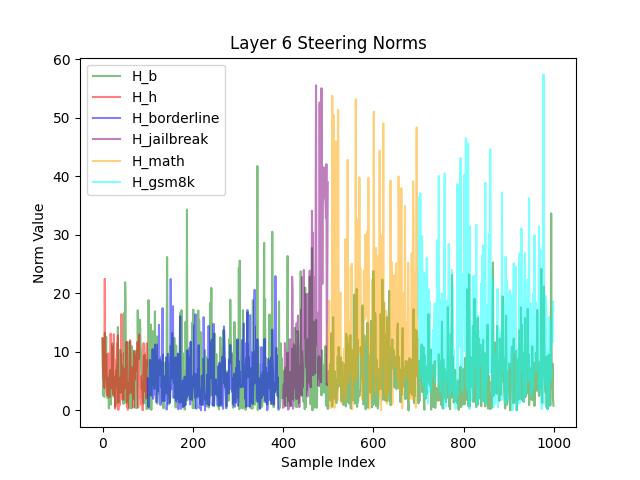 Layer 6 Steering Norms
60
50
40
30
20
10
0
Norm Value
H_b
H_h
H_borderline
H_jailbreak
H_math
H_gsm8k
0 200 400 600 800 1000
Sample Index